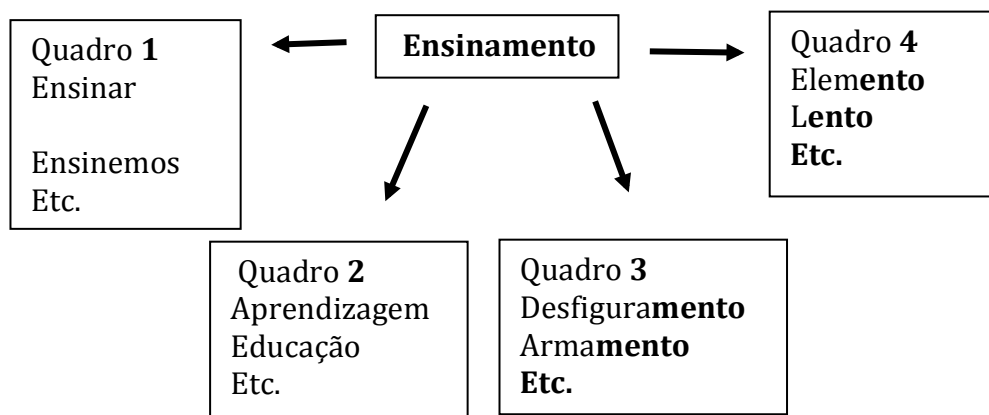 Ensinamento
Quadro 1
Ensinar
Ensinemos
Etc.
Quadro 2
Aprendizagem
Educação
Etc.
Quadro 3
Desfiguramento
Armamento
Etc.
Quadro 4
Elemento
Lento
Etc.